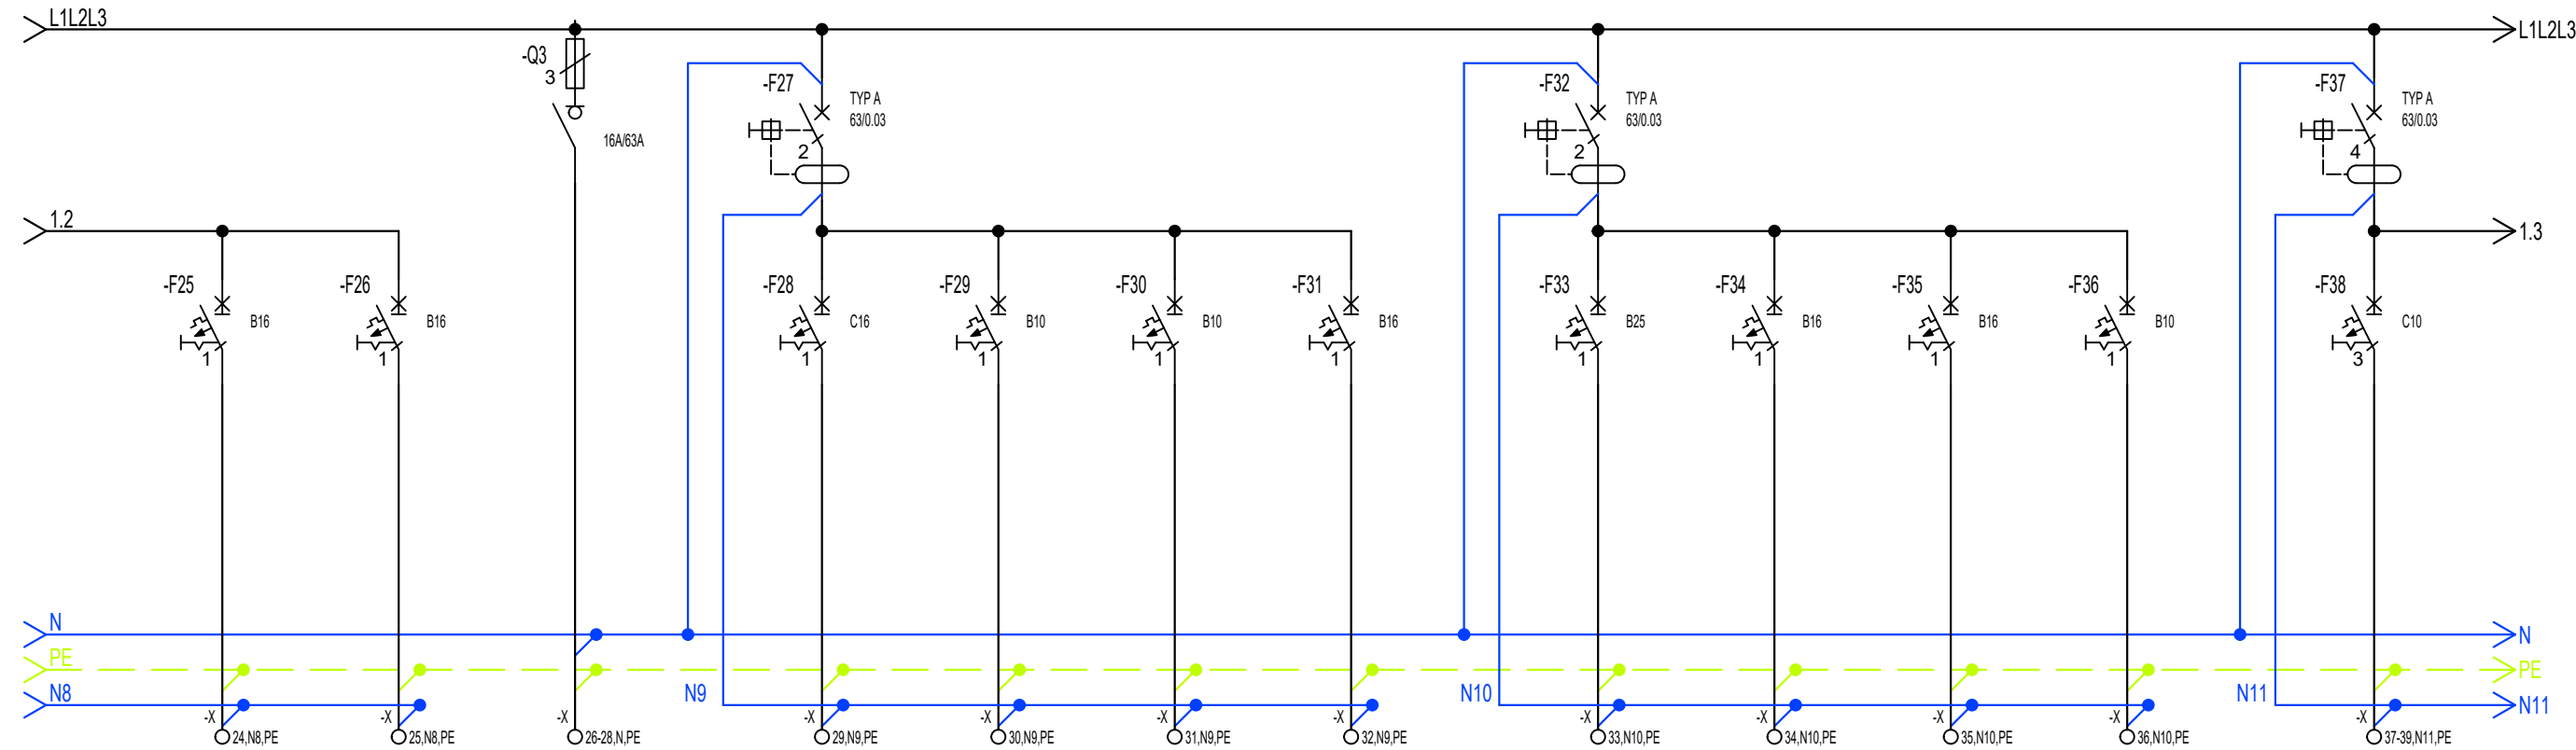 L1L2L3
L1L2L3
-Q3
3
16A/63A
-F27
TYP A
63/0.03
2
-F32
TYP A
63/0.03
2
-F37
TYP A
63/0.03
4
1.2
1.3
-F25
B16
1
-F26
B16
1
-F28
C16
1
-F29
B10
1
-F30
B10
1
-F31
B16
1
-F33
B25
1
-F34
B16
1
-F35
B16
1
-F36
B10
1
-F38
C10
3
N
N
PE
PE
N8
N9
N10
N11
N11
-X
24,N8,PE
-X
25,N8,PE
-X
26-28,N,PE
-X
29,N9,PE
-X
30,N9,PE
-X
31,N9,PE
-X
32,N9,PE
-X
33,N10,PE
-X
34,N10,PE
-X
35,N10,PE
-X
36,N10,PE
-X
37-39,N11,PE